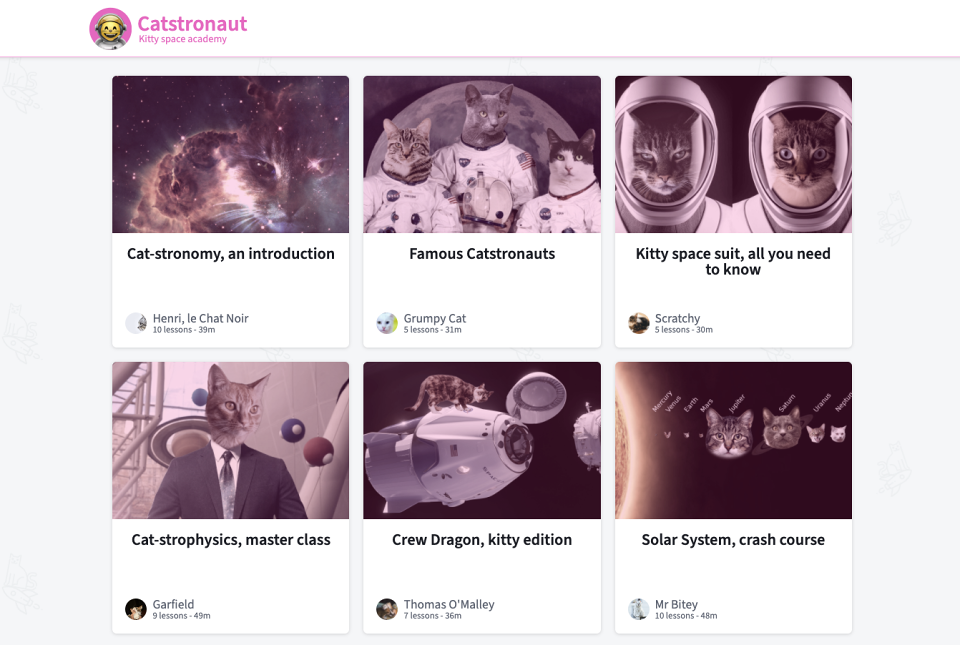 Catstronaut
Kitty space academy
Cat-stronomy, an introduction
Henri, le Chat Noir
10 lessons - 39m
Famous Catstronauts
Grumpy Cat
5 lessons - 31m
Kitty space suit, all you need
to know
Scratchy
5 lessons - 30m
Cat-strophysics, master class
Garfield
9 lessons - 49m
Crew Dragon, kitty edition
Thomas O'Malley
7 lessons - 36m
Mercury
Venus
Earth
Mars
Jupiter
Saturn
Uranus
Solar System, crash course
Mr Bitey
10 lessons - 48m